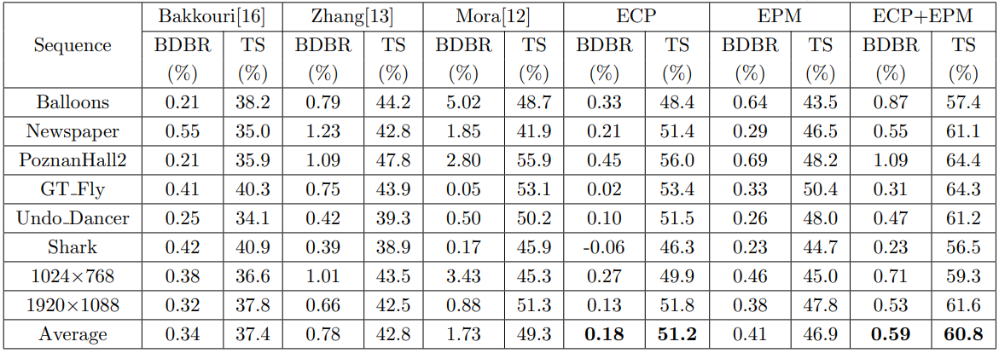 Bakkouri[16] Zhang[13] Mora[12] ECP EPM ECP+EPM
Sequence BDBR TS BDBR TS BDBR TS BDBR TS BDBR TS BDBR TS
(%) (%) (%) (%) (%) (%) (%) (%) (%) (%) (%) (%)
Balloons 0.21 38.2 0.79 44.2 5.02 48.7 0.33 48.4 0.64 43.5 0.87 57.4
Newspaper 0.55 35.0 1.23 42.8 1.85 41.9 0.21 51.4 0.29 46.5 0.55 61.1
PoznanHall2 0.21 35.9 1.09 47.8 2.80 55.9 0.45 56.0 0.69 48.2 1.09 64.4
GT_Fly 0.41 40.3 0.75 43.9 0.05 53.1 0.02 53.4 0.33 50.4 0.31 64.3
Undo_Dancer 0.25 34.1 0.42 39.3 0.50 50.2 0.10 51.5 0.26 48.0 0.47 61.2
Shark 0.42 40.9 0.39 38.9 0.17 45.9 -0.06 46.3 0.23 44.7 0.23 56.5
1024×768 0.38 36.6 1.01 43.5 3.43 45.3 0.27 49.9 0.46 45.0 0.71 59.3
1920×1088 0.32 37.8 0.66 42.5 0.88 51.3 0.13 51.8 0.38 47.8 0.53 61.6
Average 0.34 37.4 0.78 42.8 1.73 49.3 0.18 51.2 0.41 46.9 0.59 60.8